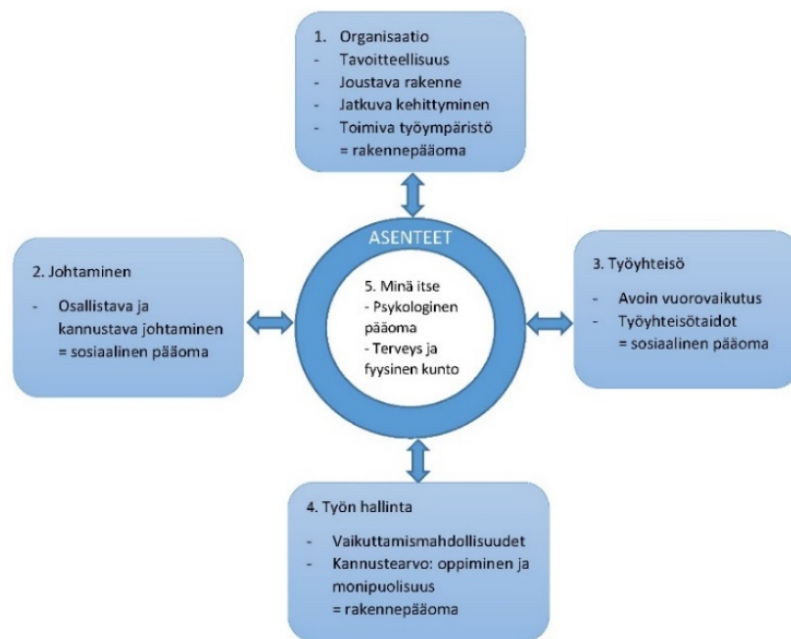 1. Organisaatio
- Tavoitteellisuus
- Joustava rakenne
- Jatkuva kehittyminen
- Toimiva työympäristö
= rakennepääoma
ASENTEET
2. Johtaminen
- Osallistava ja
kannustava johtaminen
= sosiaalinen pääoma
5. Minä itse
- Psykologinen
pääoma
- Terveys ja
fyysinen kunto
3. Työyhteisö
- Avoin vuorovaikutus
- Työyhteisötaidot
= sosiaalinen pääoma
4. Työn hallinta
- Vaikuttamismahdollisuudet
- Kannustearvo: oppiminen ja
monipuolisuus
= rakennepääoma